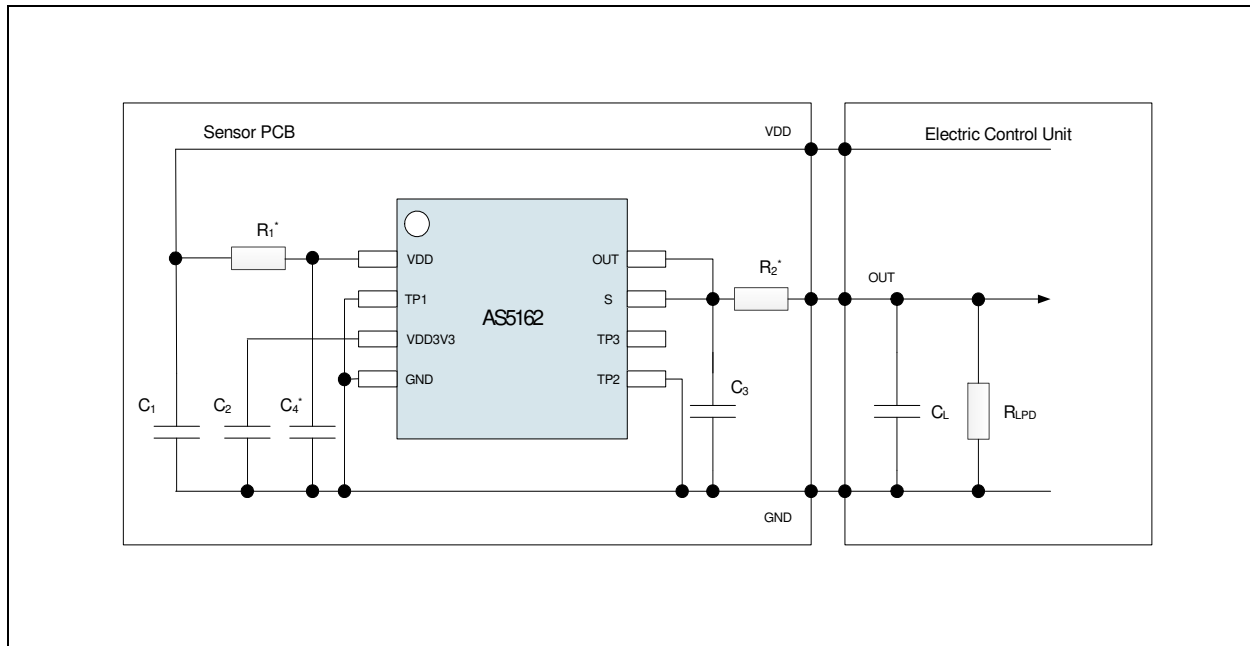 Sensor PCB
VDD
Electric Control Unit
R1*
VDD
OUT
R2*
OUT
TP1
S
AS5162
VDD3V3
TP3
GND
TP2
C1
C2
C4*
C3
CL
RLPD
GND